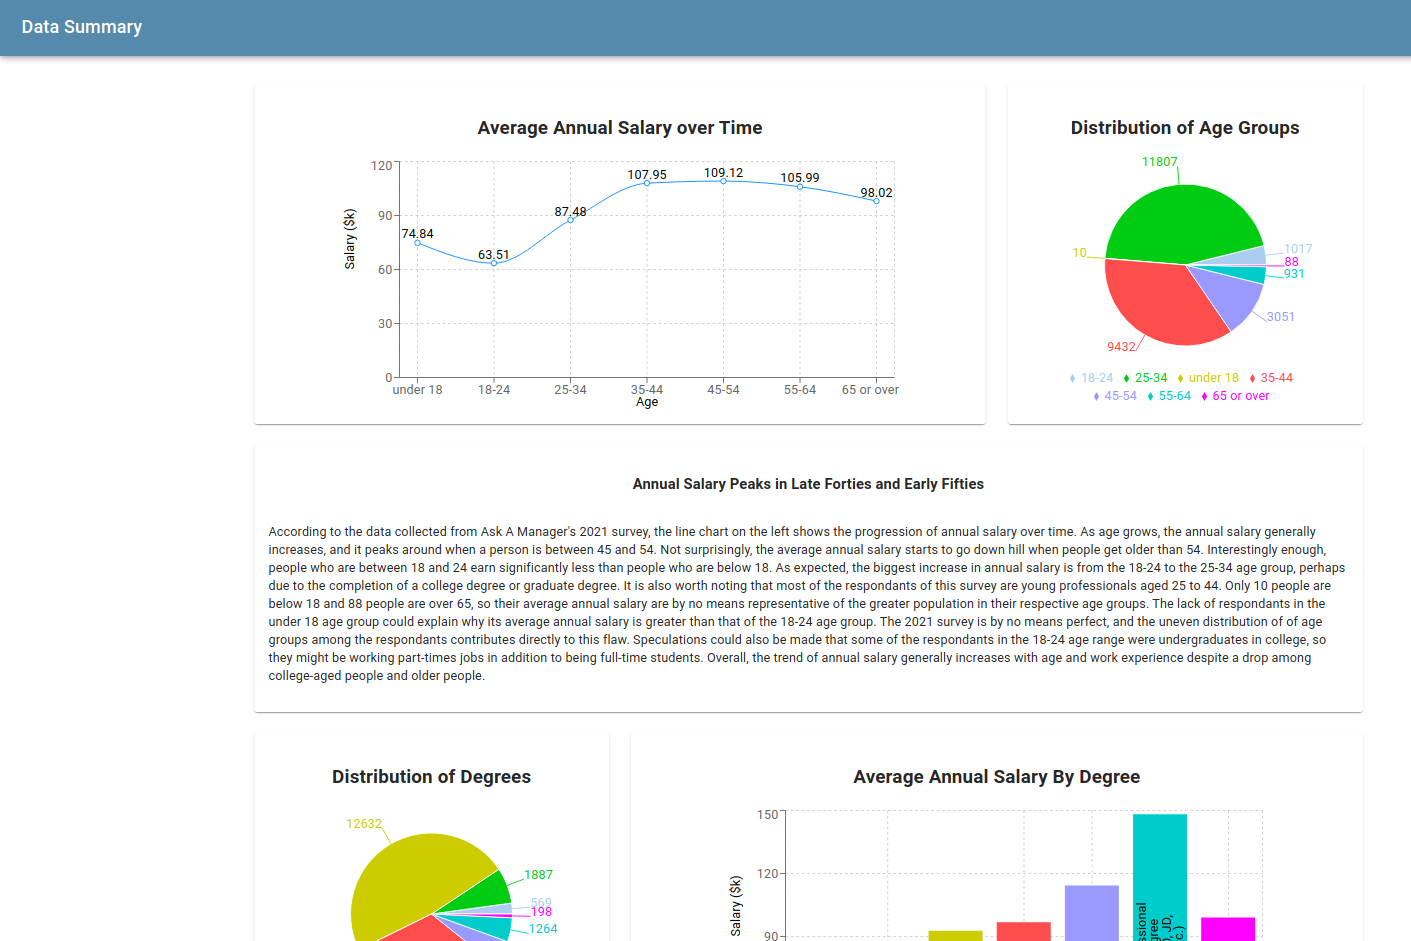 Data Summary
Average Annual Salary over Time
120
90
60
30
0
Salary ($k)
74.84
63.51
87.48
107.95
109.12
105.99
98.02
under 18
18-24
25-34
35-44
45-54
55-64
65 or over
Age
Distribution of Age Groups
11807
1017
88
931
3051
9432
10
18-24
25-34
under 18
35-44
45-54
55-64
65 or over
Annual Salary Peaks in Late Forties and Early Fifties
According to the data collected from Ask A Manager's 2021 survey, the line chart on the left shows the progression of annual salary over time. As age grows, the annual salary generally
increases, and it peaks around when a person is between 45 and 54. Not surprisingly, the average annual salary starts to go down hill when people get older than 54. Interestingly enough,
people who are between 18 and 24 earn significantly less than people who are below 18. As expected, the biggest increase in annual salary is from the 18-24 to the 25-34 age group, perhaps
due to the completion of a college degree or graduate degree. It is also worth noting that most of the respondents of this survey are young professionals aged 25 to 44. Only 10 people are
below 18 and 88 people are over 65, so their average annual salary are by no means representative of the greater population in their respective age groups. The lack of respondents in the
under 18 age group could explain why its average annual salary is greater than that of the 18-24 age group. The 2021 survey is by no means perfect, and the uneven distribution of of age
groups among the respondents contributes directly to this flaw. Speculations could also be made that some of the respondents in the 18-24 age range were undergraduates in college, so
they might be working part-times jobs in addition to being full-time students. Overall, the trend of annual salary generally increases with age and work experience despite a drop among
college-aged people and older people.
Distribution of Degrees
12632
1887
569
198
1264
Average Annual Salary By Degree
150
120
90
Salary ($k)
ssional
gree
, JD,
c.)